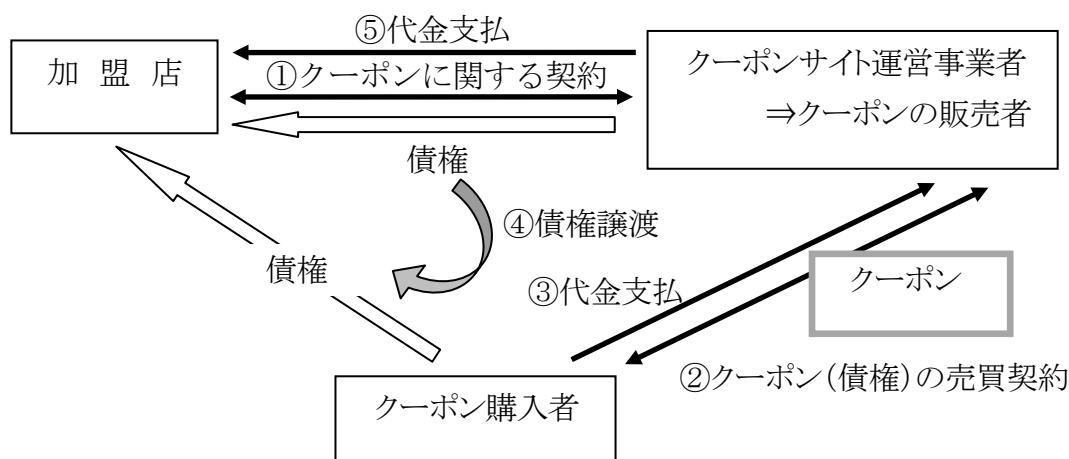 ⑤代金支払
加 盟 店
クーポンサイト運営事業者
⇒クーポンの販売者
①クーポンに関する契約
債権
④債権譲渡
債権
③代金支払
クーポン
②クーポン(債権)の売買契約
クーポン購入者